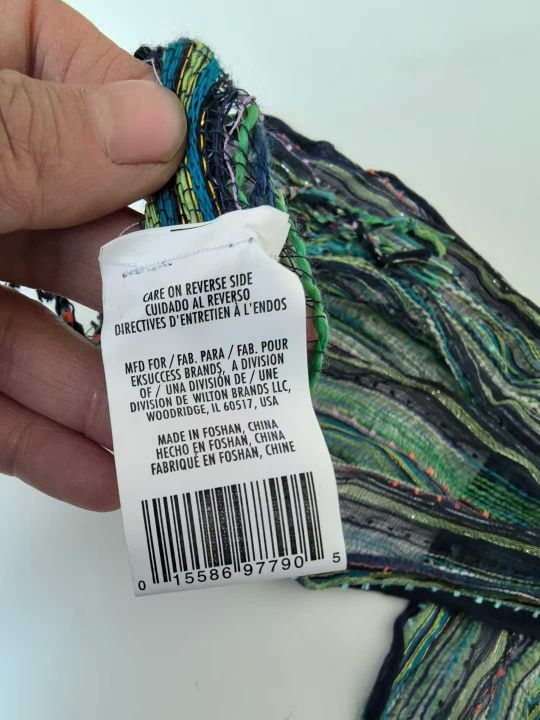 CARE ON REVERSE SIDE
CUIDADO AL REVERSO
DIRECTIVES D'ENTRETIEN À L'ENDOS
MFD FOR / FAB. PARA / FAB. POUR
EKSUCCESS BRANDS, A DIVISION
OF / UNA DIVISIÓN DE / UNE
DIVISION DE WILTON BRANDS LLC,
WOODRIDGE, IL 60517, USA
MADE IN FOSHAN, CHINA
HECHO EN FOSHAN, CHINA
FABRIQUÉ EN FOSHAN, CHINE
0 15586 97790 5